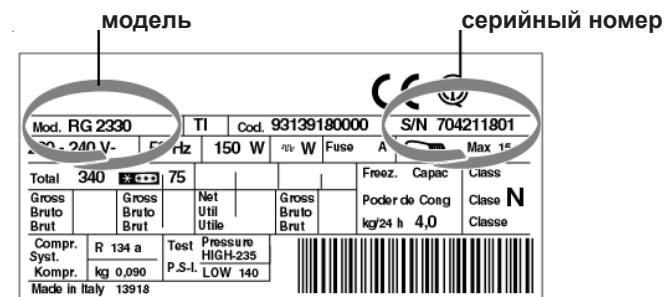 модель серийный номер
CE
Mod. RG 2330 TI Cod. 93139180000 S/N 704211801
240 V- Hz 150 W W Fuse A Max
Total 340 75 Freez. Capac Class
Gross Gross Net Gross Poder de Cong Clase N
Bruto Bruto Util Bruto
Brut Brut Utile Brut kg/24 h 4,0 Classe
Compr. R 134 a Test Pressure
Syst. HIGH-235
Kompr. kg 0,090 P.S-I. LOW 140
Made in Italy 13918